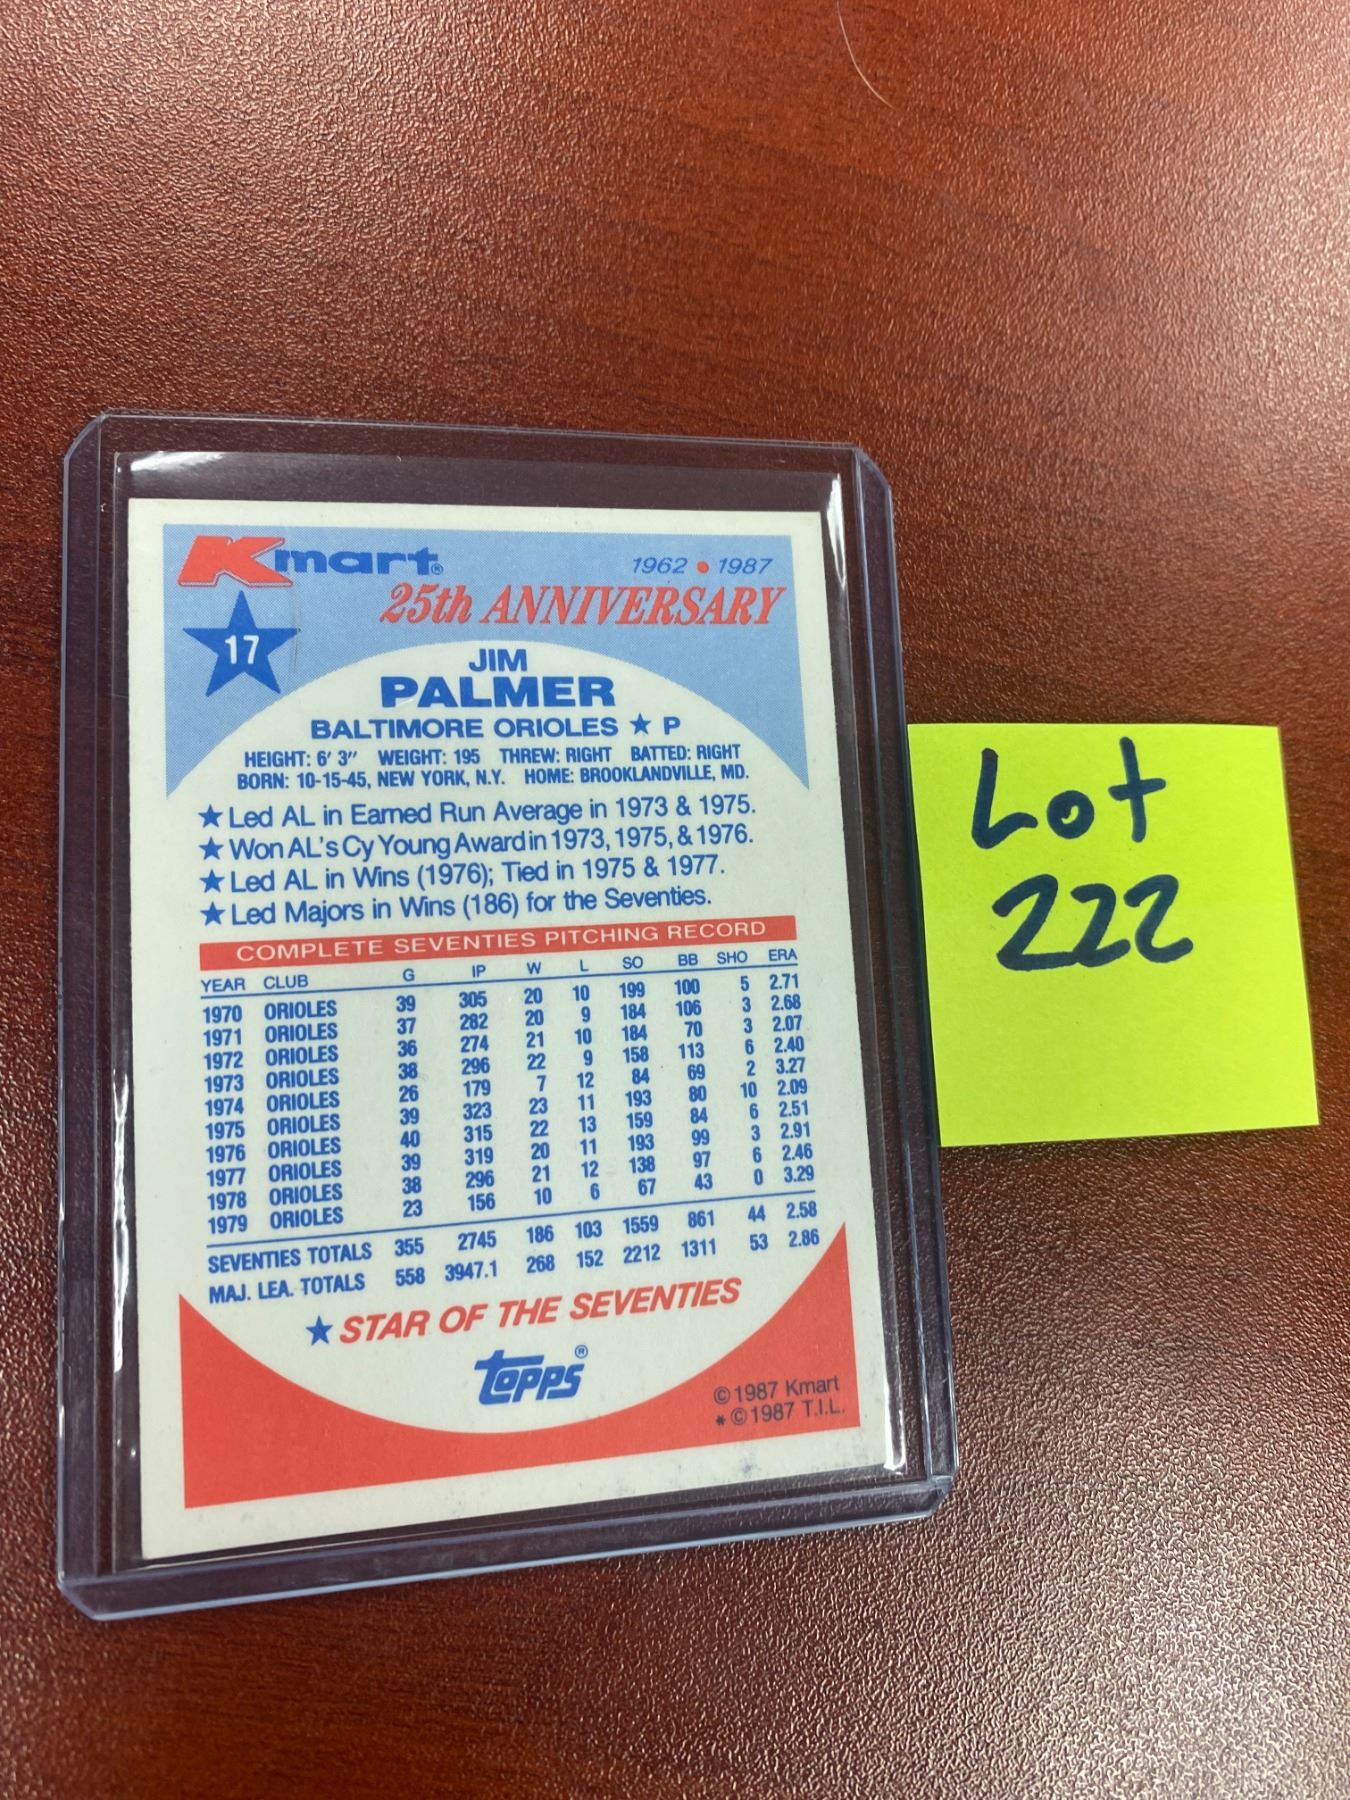 Kmart®
1962 • 1987
25th ANNIVERSARY
17
JIM
PALMER
BALTIMORE ORIOLES ★ P
HEIGHT: 6' 3" WEIGHT: 195 THREW: RIGHT BATTED: RIGHT
BORN: 10-15-45, NEW YORK, N.Y. HOME: BROOKLANDVILLE, MD.
★ Led AL in Earned Run Average in 1973 & 1975.
★ Won AL's Cy Young Award in 1973, 1975, & 1976.
★ Led AL in Wins (1976); Tied in 1975 & 1977.
★ Led Majors in Wins (186) for the Seventies.
COMPLETE SEVENTIES PITCHING RECORD
YEAR CLUB G IP W L SO BB SHO ERA
1970 ORIOLES 39 305 20 10 199 100 5 2.71
1971 ORIOLES 37 282 20 9 184 106 3 2.68
1972 ORIOLES 36 274 21 10 184 70 3 2.07
1973 ORIOLES 38 296 22 9 158 113 6 2.40
1974 ORIOLES 26 179 7 12 84 69 2 3.27
1975 ORIOLES 39 323 23 11 193 80 10 2.09
1976 ORIOLES 40 315 22 13 159 84 6 2.51
1977 ORIOLES 39 319 20 11 193 99 3 2.91
1978 ORIOLES 38 296 21 12 138 97 6 2.46
1979 ORIOLES 23 156 10 6 67 43 0 3.29
SEVENTIES TOTALS 355 2745 186 103 1559 861 44 2.58
MAJ. LEA. TOTALS 558 3947.1 268 152 2212 1311 53 2.86
★ STAR OF THE SEVENTIES
topps®
© 1987 Kmart
* © 1987 T.I.L.
Lot
222